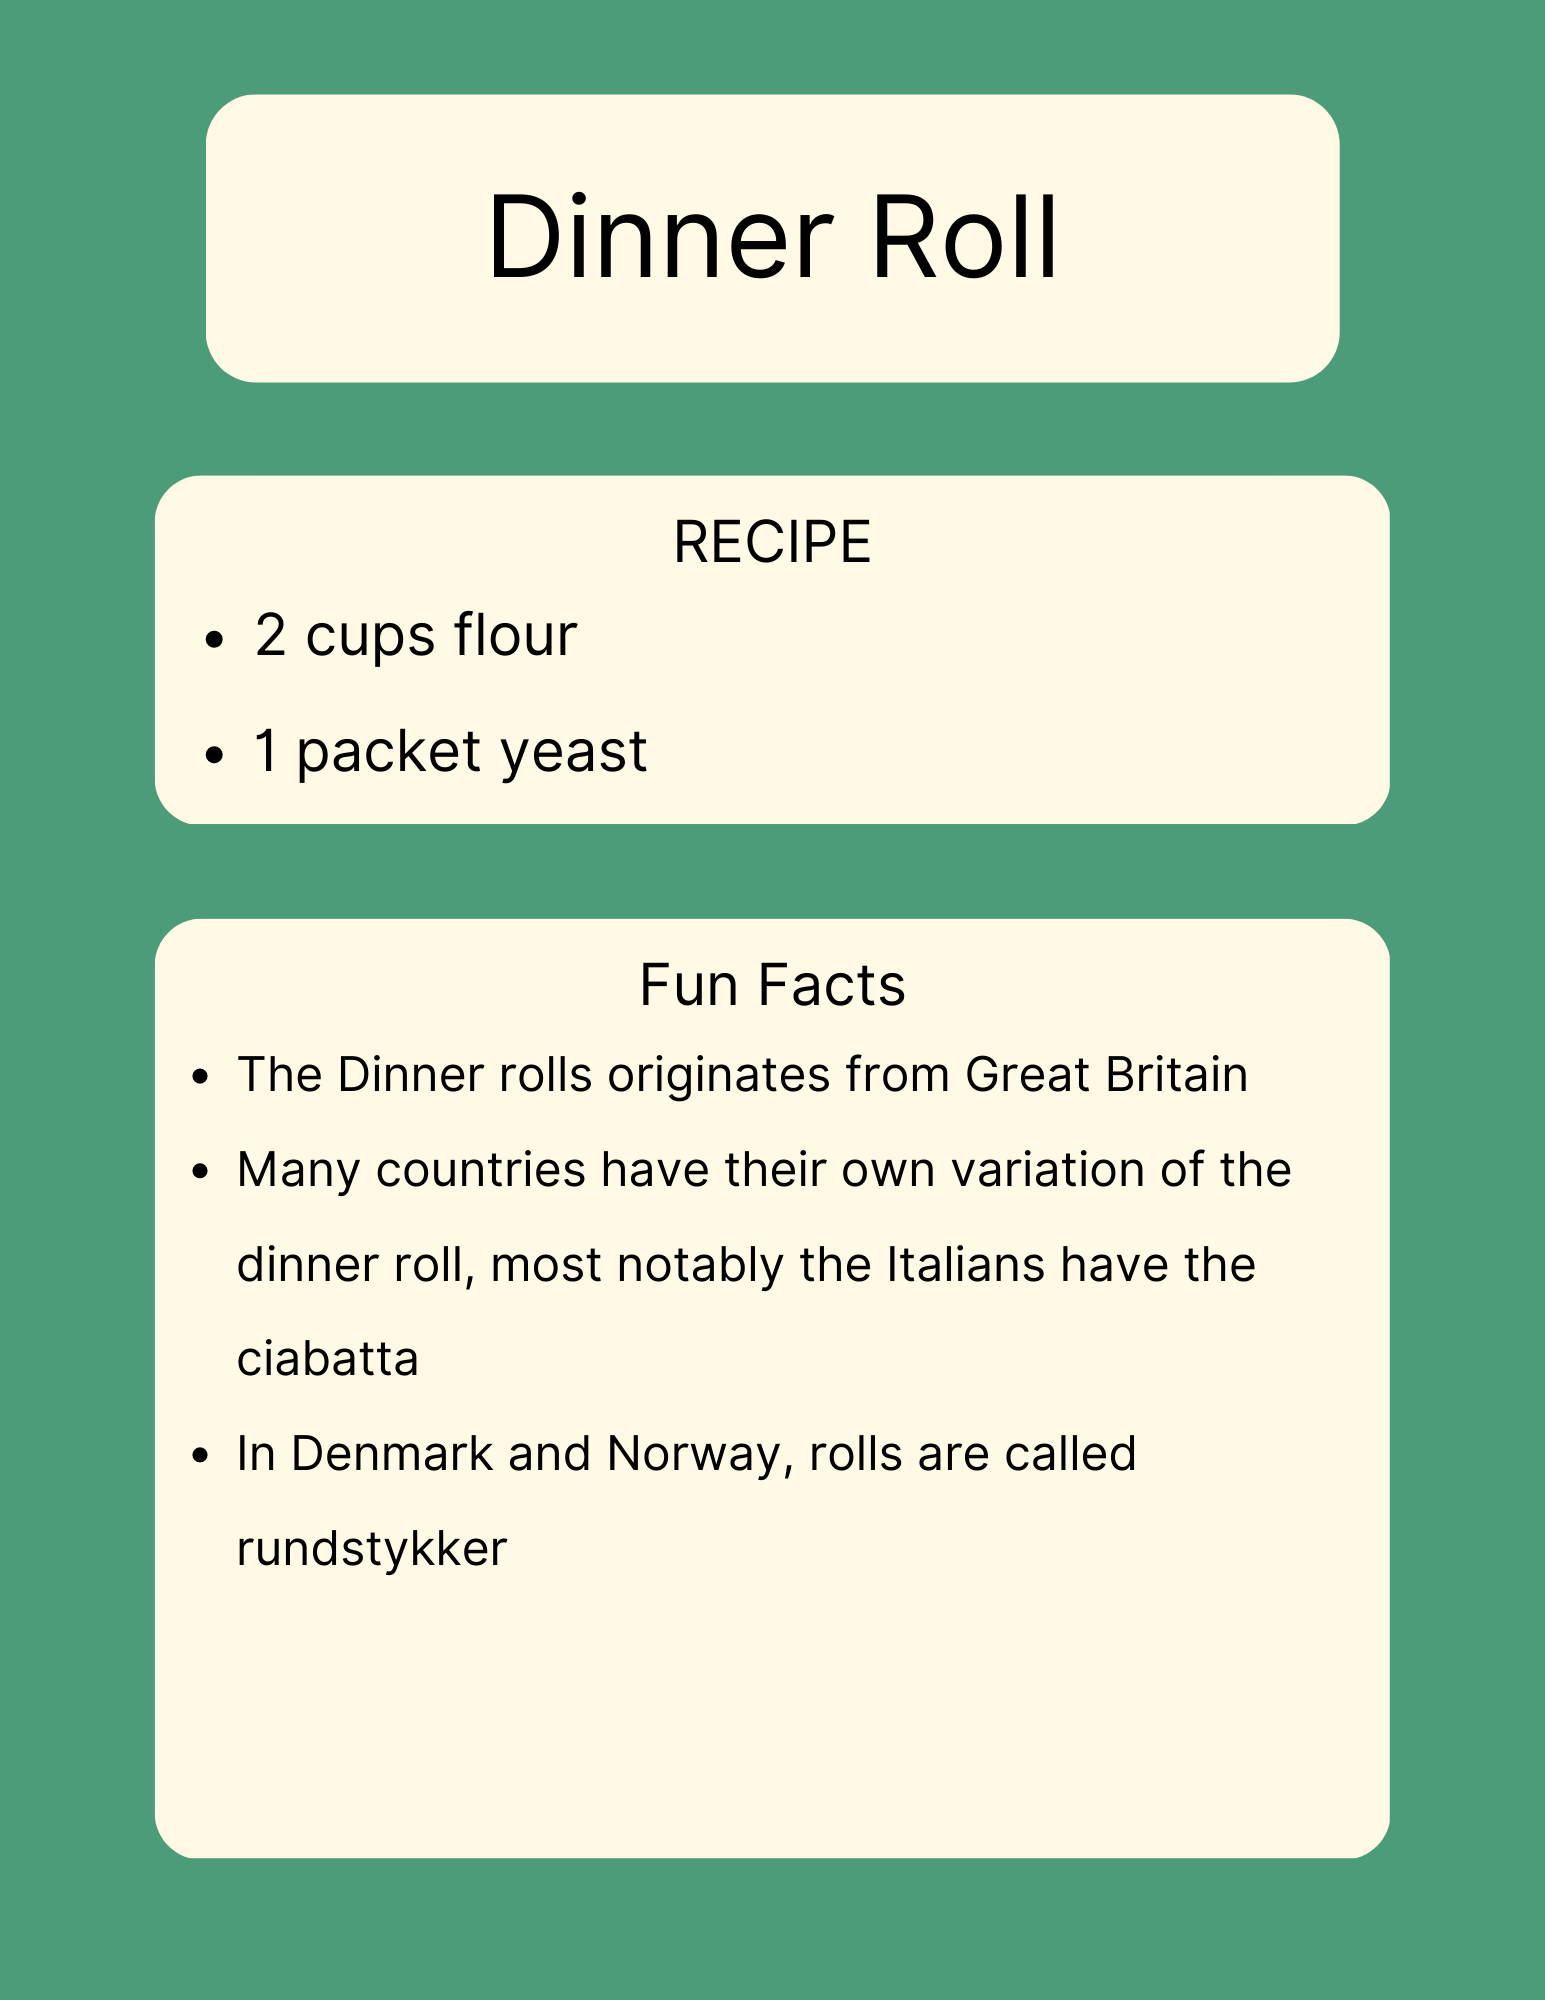 Dinner Roll
RECIPE
• 2 cups flour
• 1 packet yeast
Fun Facts
• The Dinner rolls originates from Great Britain
• Many countries have their own variation of the
dinner roll, most notably the Italians have the
ciabatta
• In Denmark and Norway, rolls are called
rundstykker